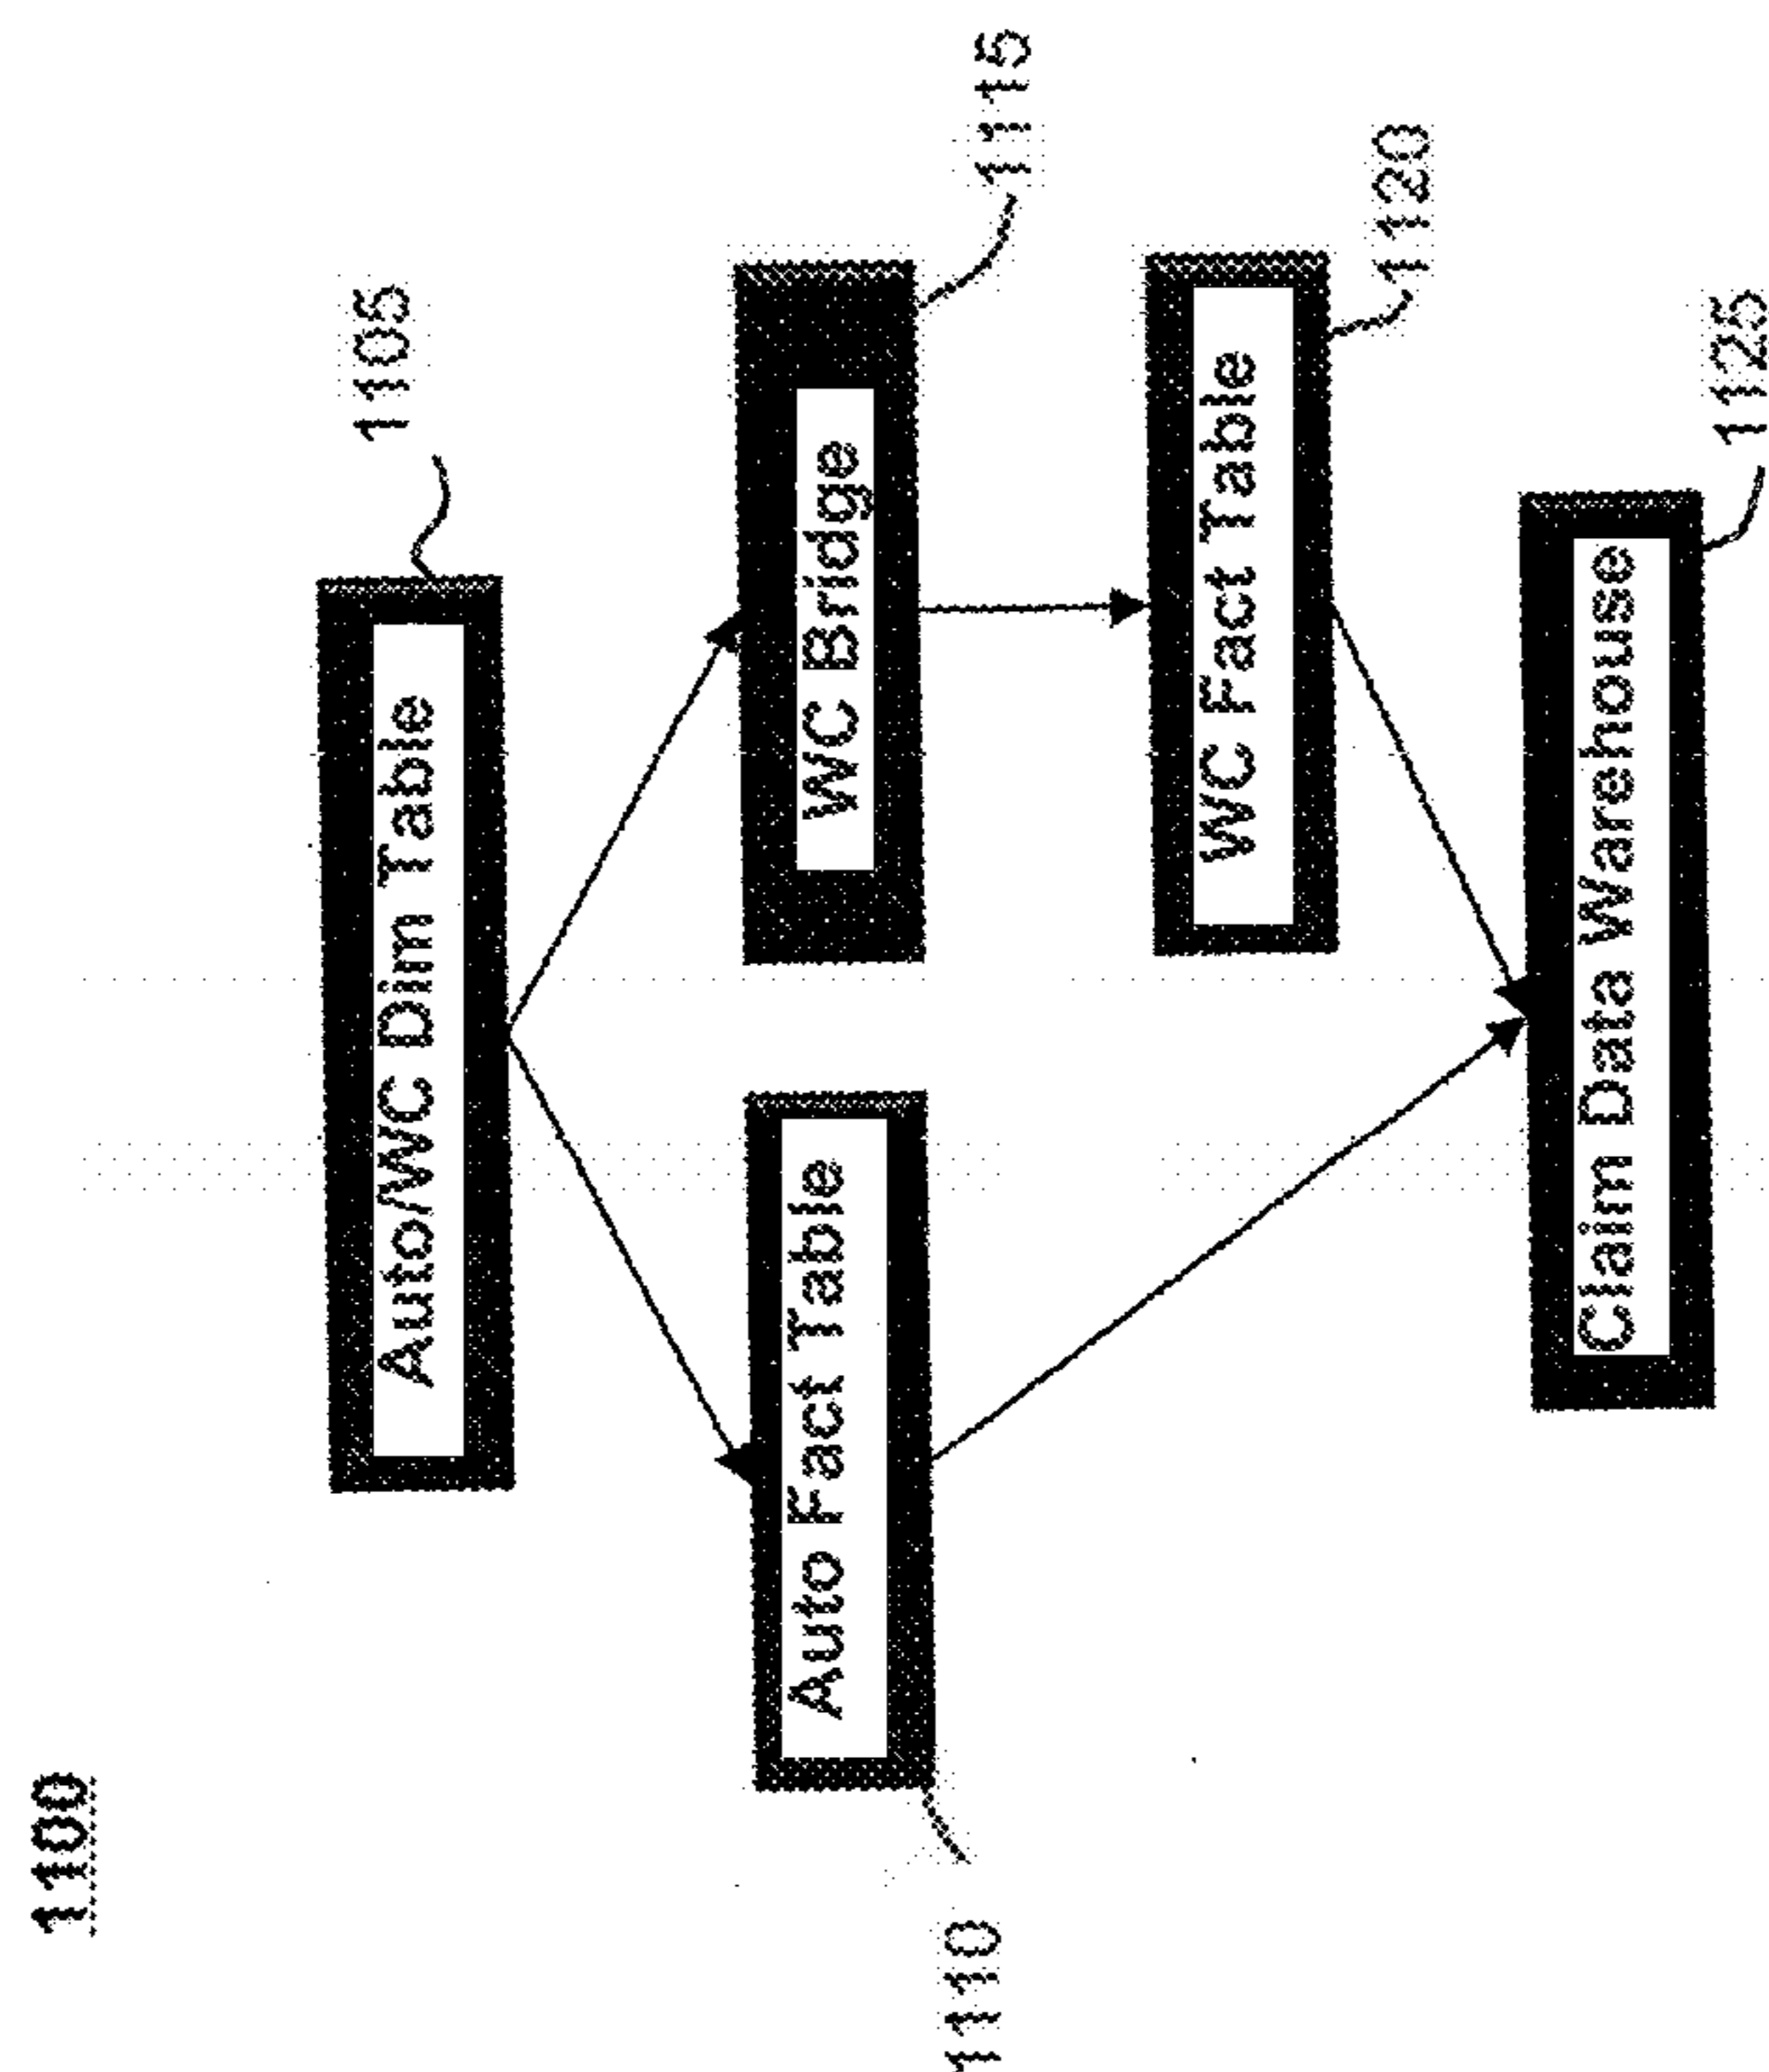 1100
Auto/WC Dim Table
1105
Auto Fact Table
1110
WC Bridge
1115
WC Fact Table
1120
Claim Data Warehouse
1125